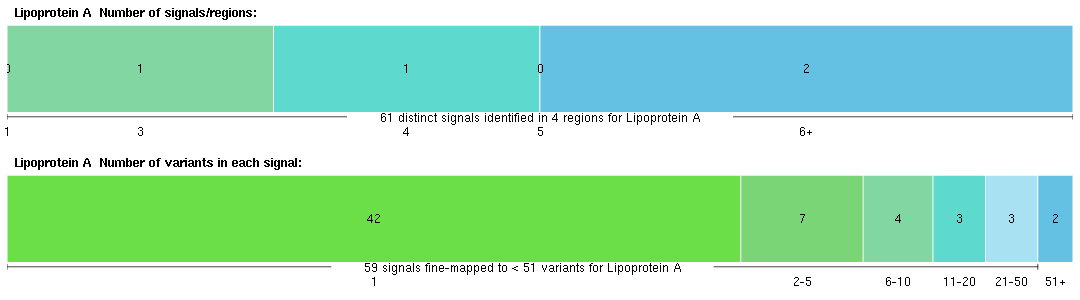 Lipoprotein A Number of signals/regions:
0 1 1 0 2
61 distinct signals identified in 4 regions for Lipoprotein A
1 3 4 5 6+
Lipoprotein A Number of variants in each signal:
42 7 4 3 3 2
59 signals fine-mapped to < 51 variants for Lipoprotein A
1 2-5 6-10 11-20 21-50 51+